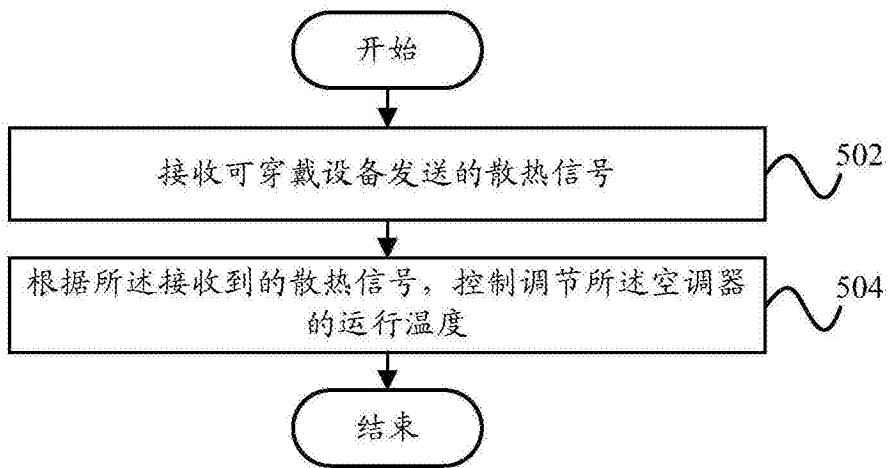 开始
接收可穿戴设备发送的散热信号
502
根据所述接收到的散热信号，控制调节所述空调器
的运行温度
504
结束